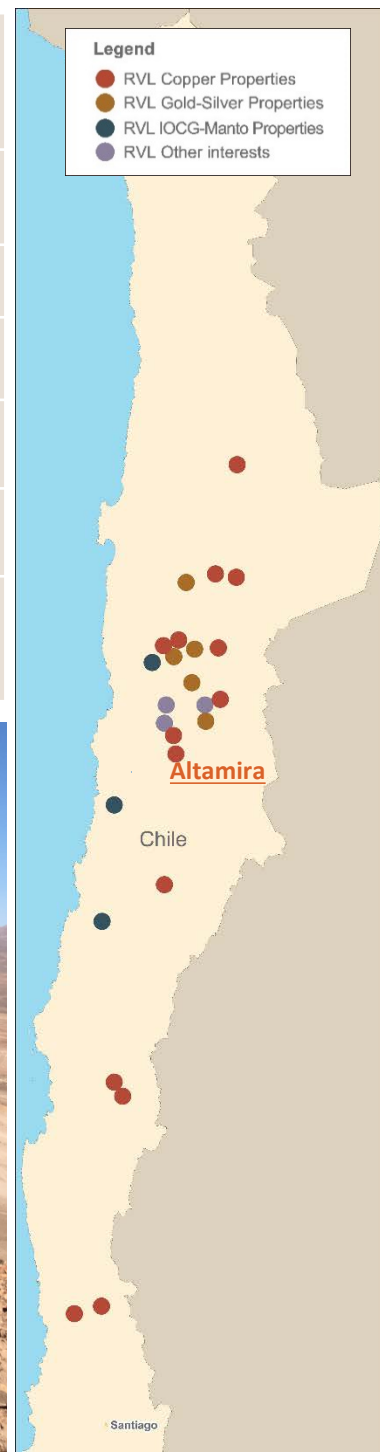 Legend
RVL Copper Properties
RVL Gold-Silver Properties
RVL IOCG-Manto Properties
RVL Other interests
Altamira
Chile
Santiago